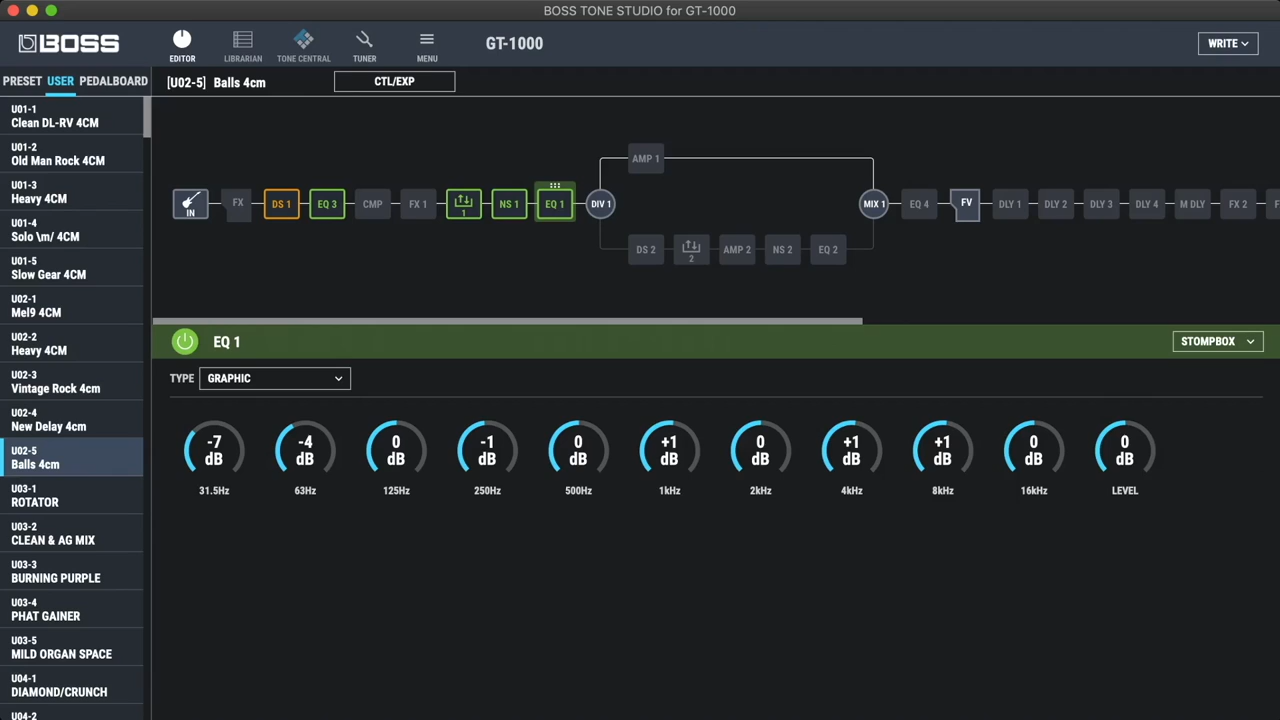 BOSS TONE STUDIO for GT-1000
BOSS
EDITOR
LIBRARIAN
TONE CENTRAL
TUNER
MENU
GT-1000
WRITE
PRESET
USER
PEDALBOARD
[U02-5] Balls 4cm
CTL/EXP
U01-1
Clean DL-RV 4CM
U01-2
Old Man Rock 4CM
U01-3
Heavy 4CM
U01-4
Solo \m/ 4CM
U01-5
Slow Gear 4CM
U02-1
Mel9 4CM
U02-2
Heavy 4CM
U02-3
Vintage Rock 4cm
U02-4
New Delay 4cm
U02-5
Balls 4cm
U03-1
ROTATOR
U03-2
CLEAN & AG MIX
U03-3
BURNING PURPLE
U03-4
PHAT GAINER
U03-5
MILD ORGAN SPACE
U04-1
DIAMOND/CRUNCH
U04-2
AMP 1
IN
FX
DS 1
EQ 3
CMP
FX 1
1
NS 1
EQ 1
DIV 1
MIX 1
EQ 4
FV
DLY 1
DLY 2
DLY 3
DLY 4
M DLY
FX 2
DS 2
2
AMP 2
NS 2
EQ 2
EQ 1
STOMPBOX
TYPE
GRAPHIC
-7 dB
-4 dB
0 dB
-1 dB
0 dB
+1 dB
0 dB
+1 dB
+1 dB
0 dB
0 dB
31.5Hz
63Hz
125Hz
250Hz
500Hz
1kHz
2kHz
4kHz
8kHz
16kHz
LEVEL